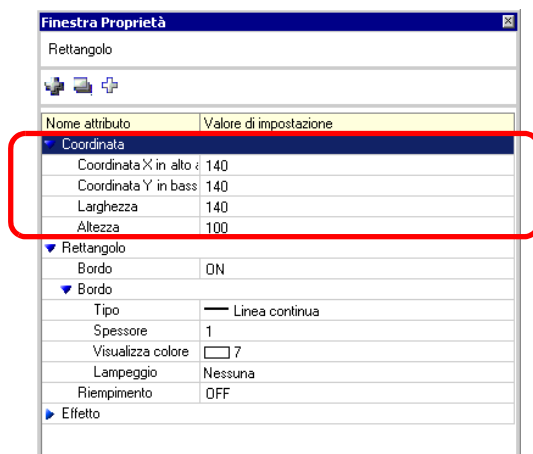 Finestra Proprietà
Rettangolo
Nome attributo Valore di impostazione
Coordinata
Coordinata X in alto a 140
Coordinata Y in bass 140
Larghezza 140
Altezza 100
Rettangolo
Bordo ON
Bordo
Tipo Linea continua
Spessore 1
Visualizza colore 7
Lampeggio Nessuna
Riempimento OFF
Effetto